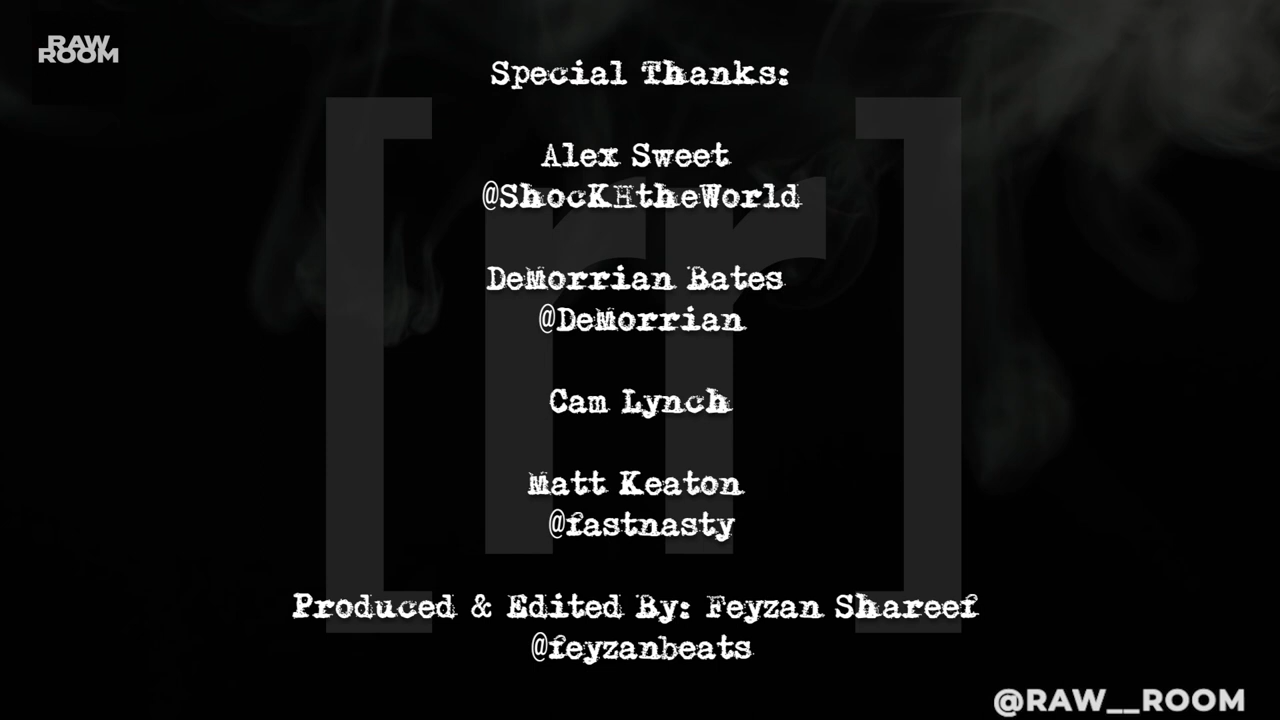 RAW
ROOM
Special Thanks:
Alex Sweet
@ShocKHtheWorld
[rr]
DeMorrian Bates
@DeMorrian
Cam Lynch
Matt Keaton
@fastnasty
Produced & Edited By: Feyzan Shareef
@feyzanbeats
@RAW__ROOM